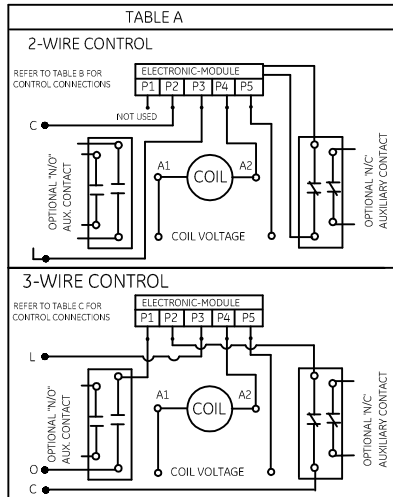 TABLE A
2-WIRE CONTROL
REFER TO TABLE B FOR
CONTROL CONNECTIONS
ELECTRONIC-MODULE
P1 P2 P3 P4 P5
NOT USED
C
OPTIONAL "N/O"
AUX. CONTACT
A1
COIL
A2
OPTIONAL 'N/C'
AUXILIARY CONTACT
COIL VOLTAGE
L
3-WIRE CONTROL
REFER TO TABLE C FOR
CONTROL CONNECTIONS
ELECTRONIC-MODULE
P1 P2 P3 P4 P5
L
OPTIONAL "N/O"
AUX. CONTACT
A1
COIL
A2
OPTIONAL 'N/C'
AUXILIARY CONTACT
O
COIL VOLTAGE
C